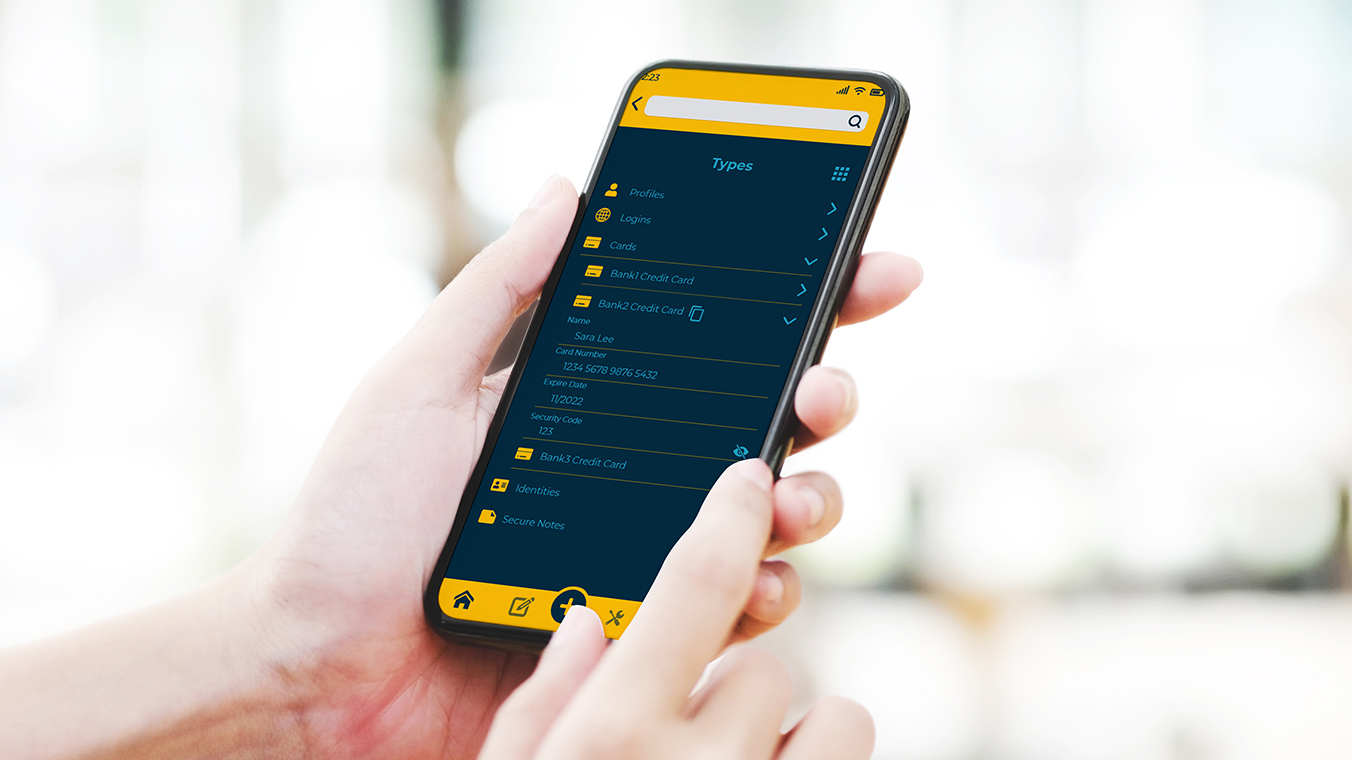 2:23
Types
Profiles
Logins
Cards
Bank1 Credit Card
Bank2 Credit Card
Name
Sara Lee
Card Number
1234 5678 9876 5432
Expire Date
11/2022
Security Code
123
Bank3 Credit Card
Identities
Secure Notes